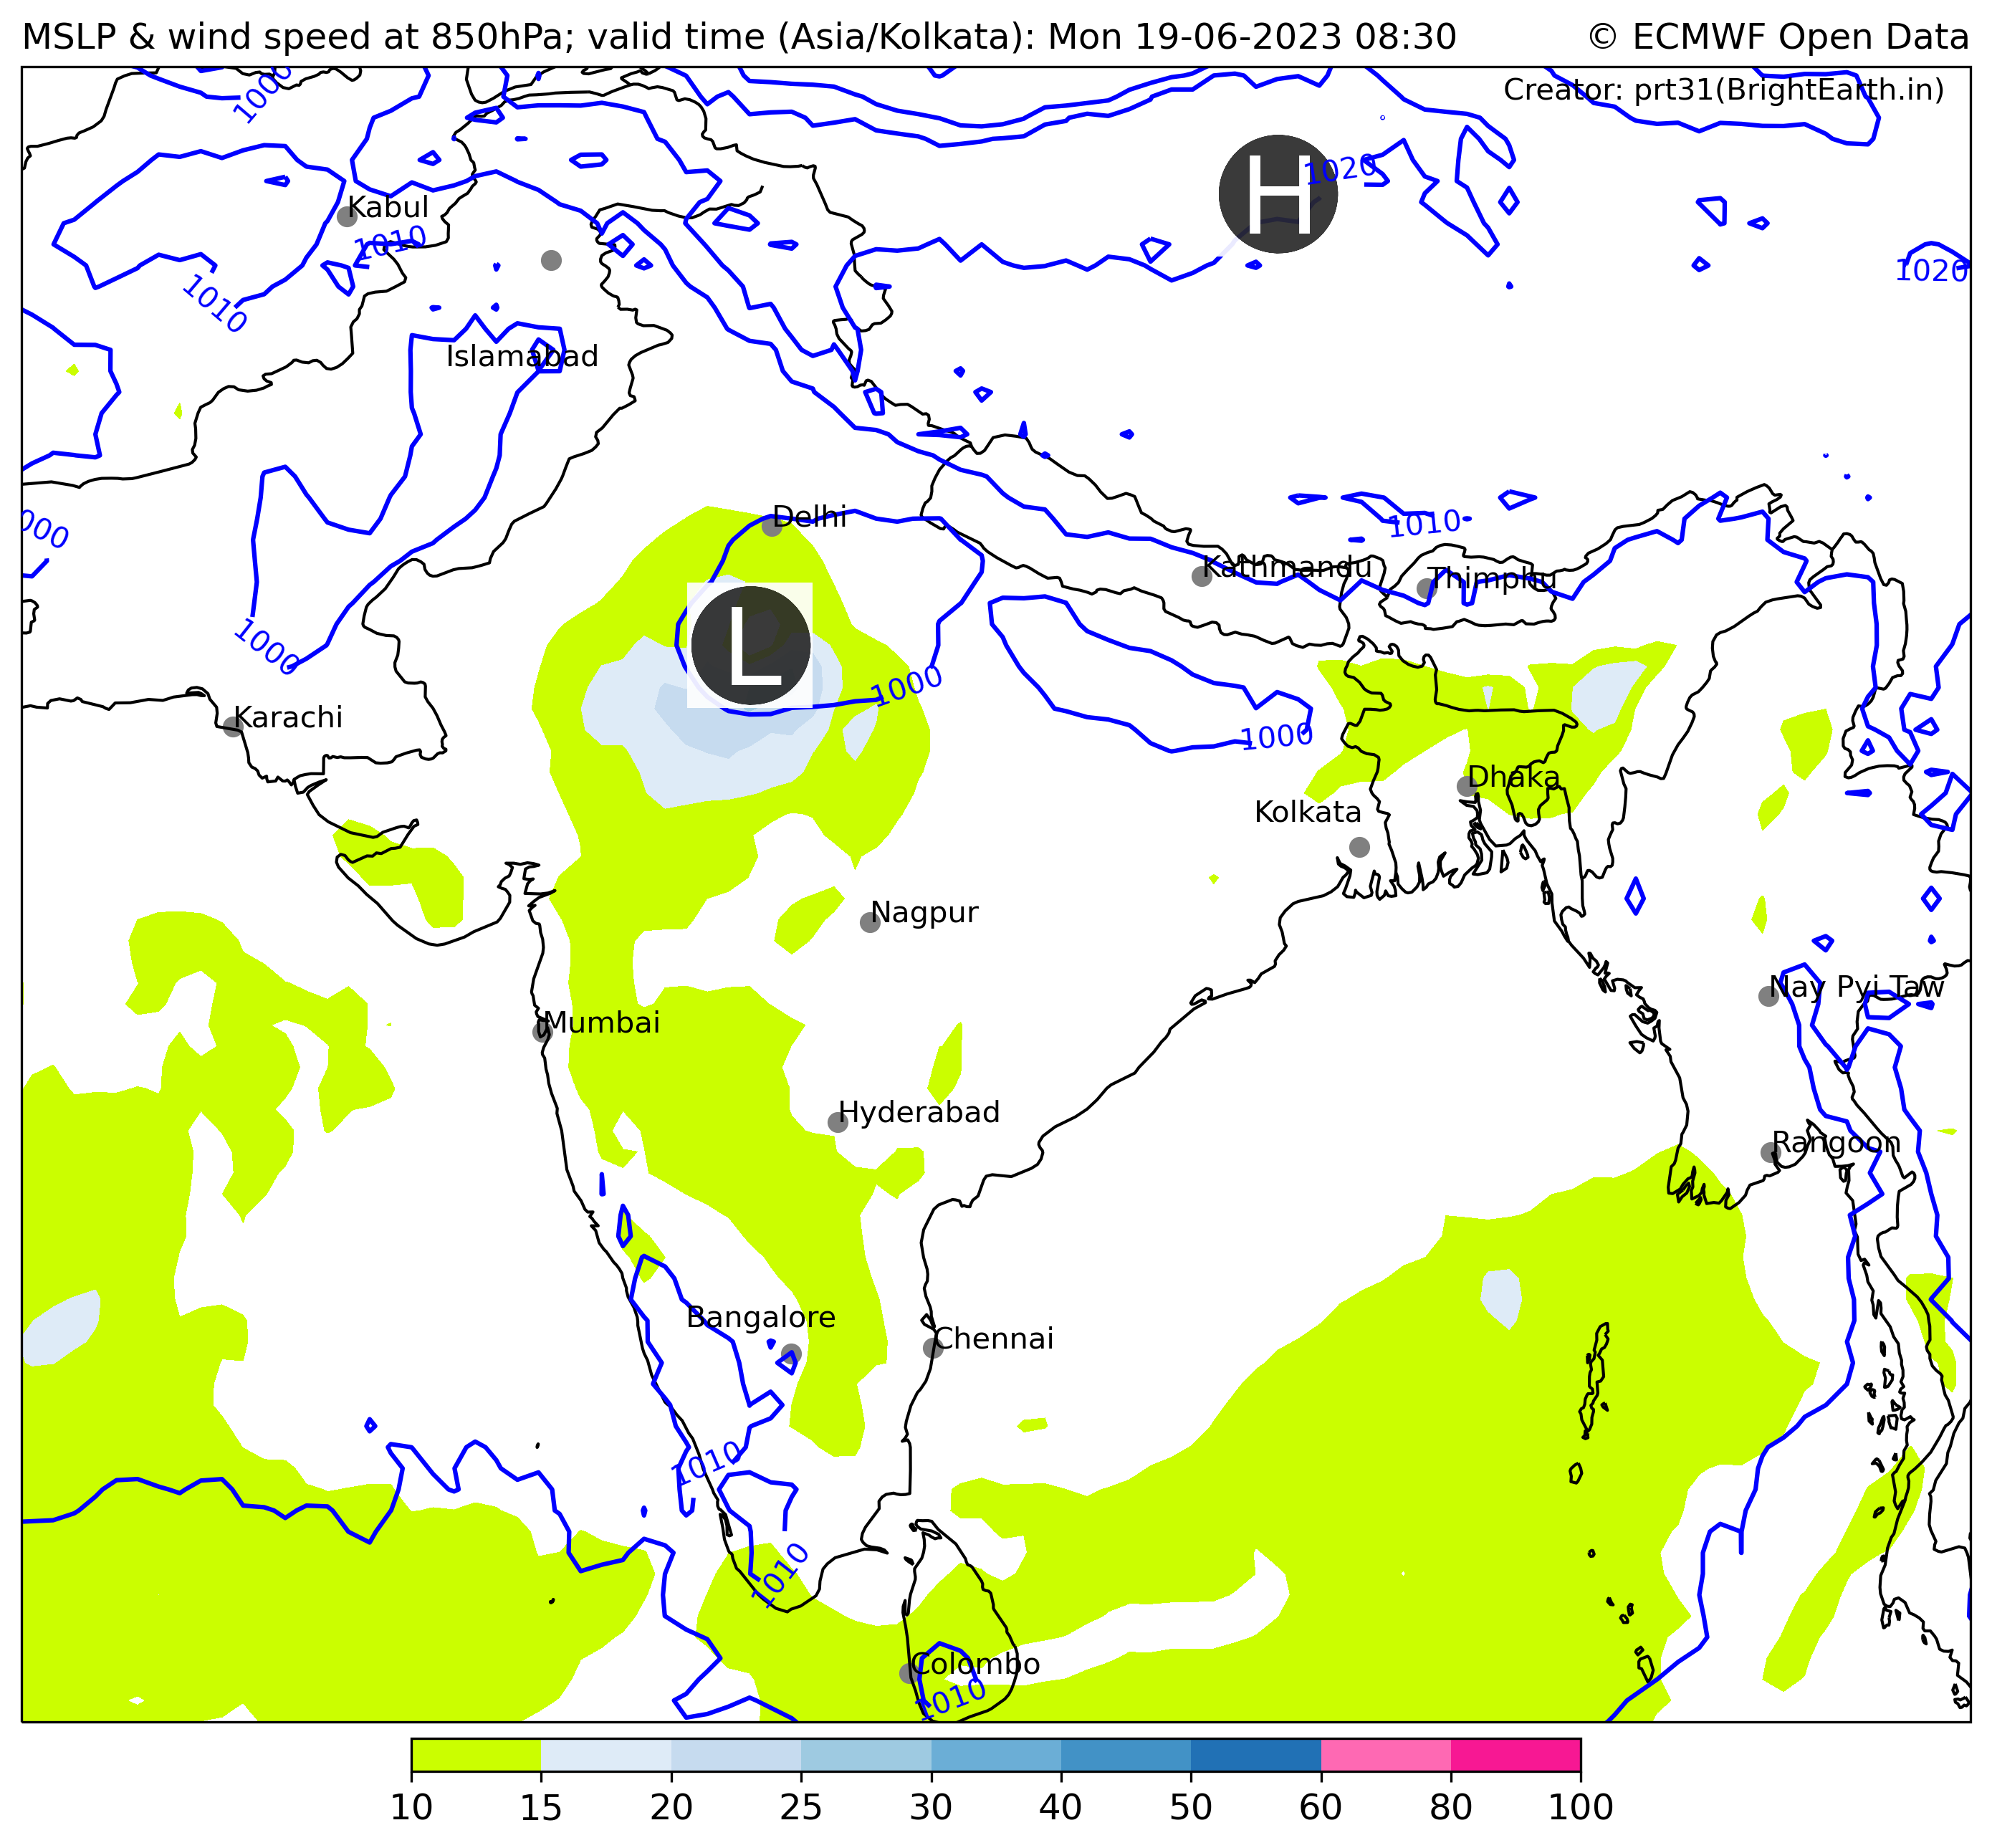 MSLP & wind speed at 850hPa; valid time (Asia/Kolkata): Mon 19-06-2023 08:30 © ECMWF Open Data
Creator: prt31(BrightEarth.in)
1000
H
1020
Kabul
1010
1010
1020
Islamabad
000
Delhi
1010
Kathmandu
Thimphu
L
1000
1000
1000
Karachi
Dhaka
Kolkata
Nagpur
Nay Pyi Taw
Mumbai
Hyderabad
Rangoon
Bangalore
Chennai
1010
1010
Colombo
1010
10 15 20 25 30 40 50 60 80 100